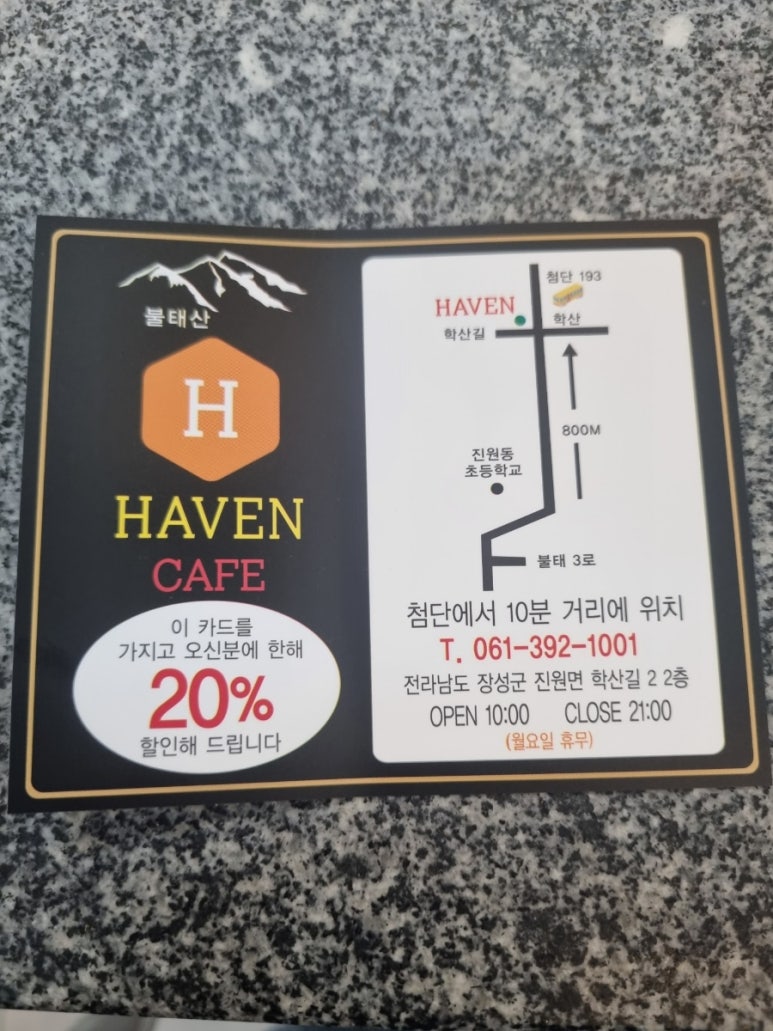 불태산
H
HAVEN
CAFE
이 카드를
가지고 오신분에 한해
20%
할인해 드립니다
첨단 193
HAVEN
학산길
학산
800M
진원동
초등학교
불태 3로
첨단에서 10분 거리에 위치
T. 061-392-1001
전라남도 장성군 진원면 학산길 2 2층
OPEN 10:00 CLOSE 21:00
(월요일 휴무)